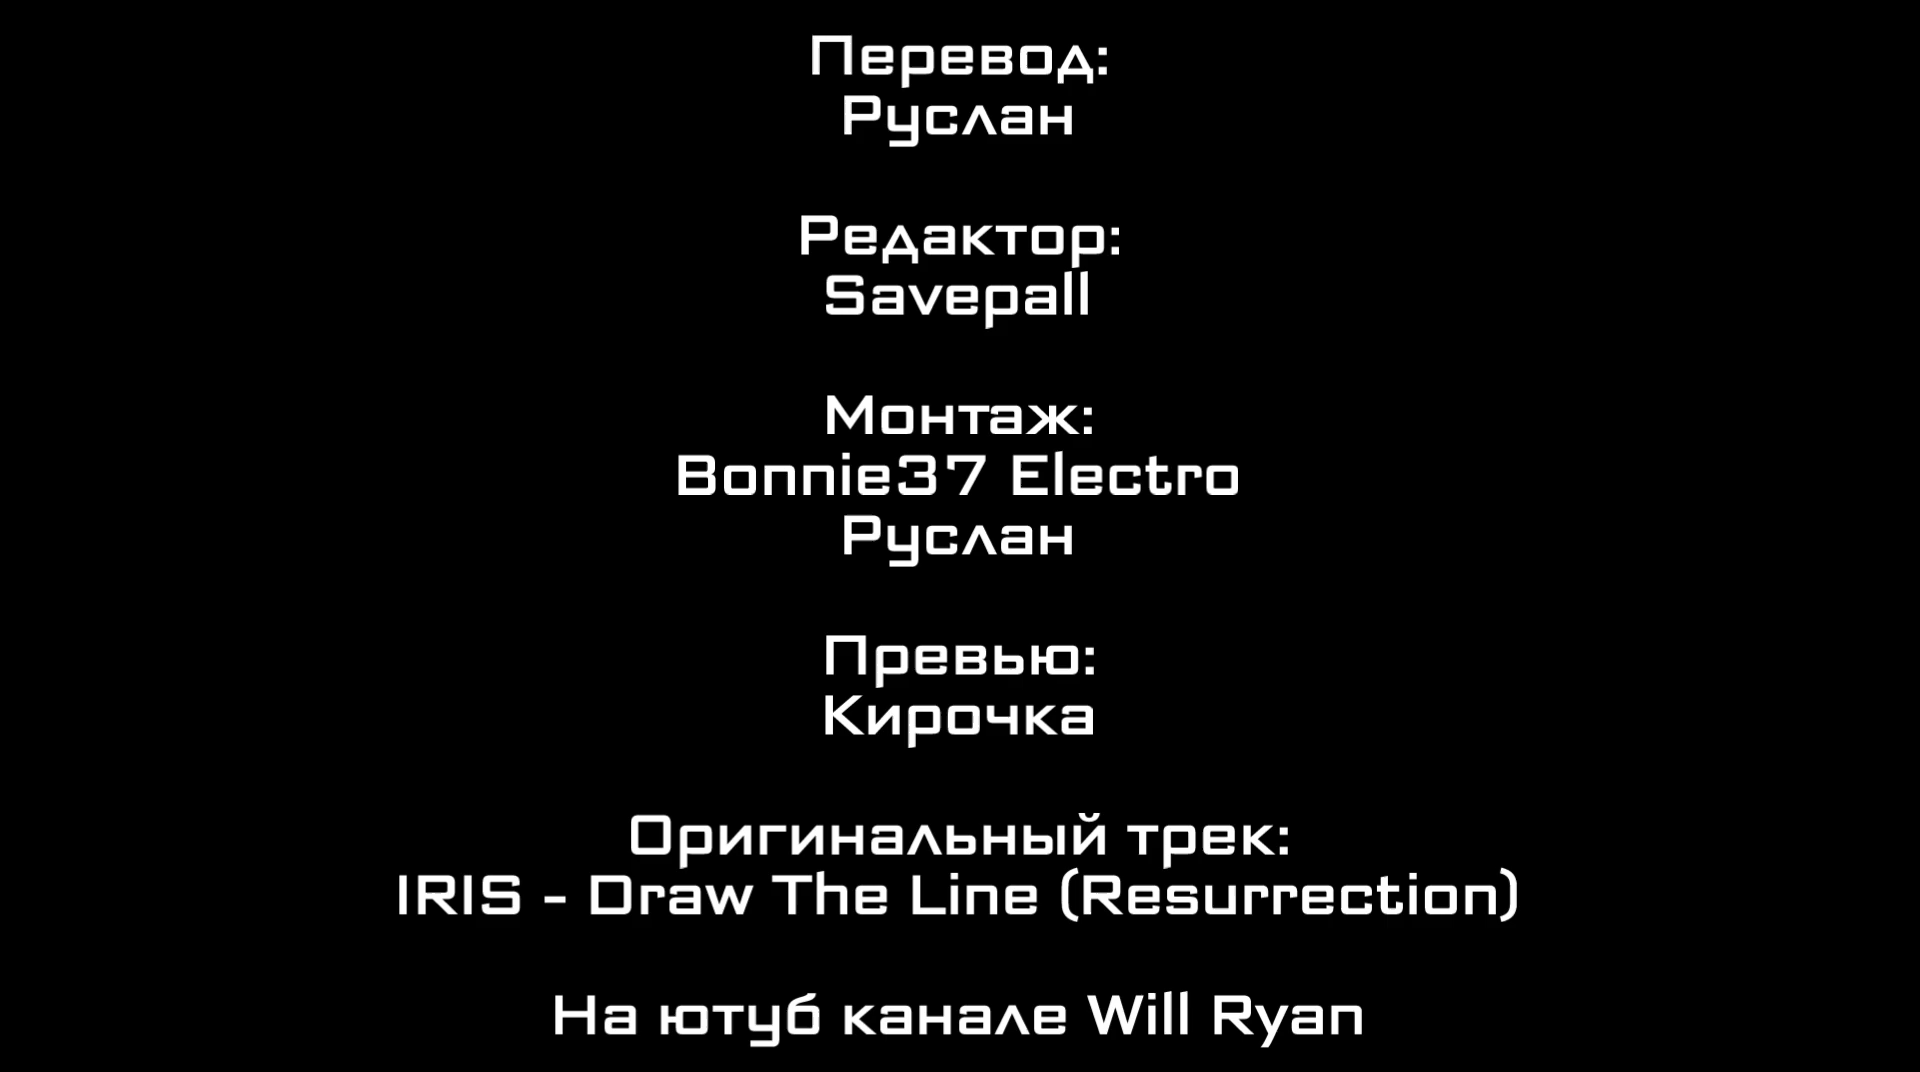 Перевод:
Руслан
Редактор:
Savepall
Монтаж:
Bonnie37 Electro
Руслан
Превью:
Кирочка
Оригинальный трек:
IRIS - Draw The Line (Resurrection)
На ютуб канале Will Ryan